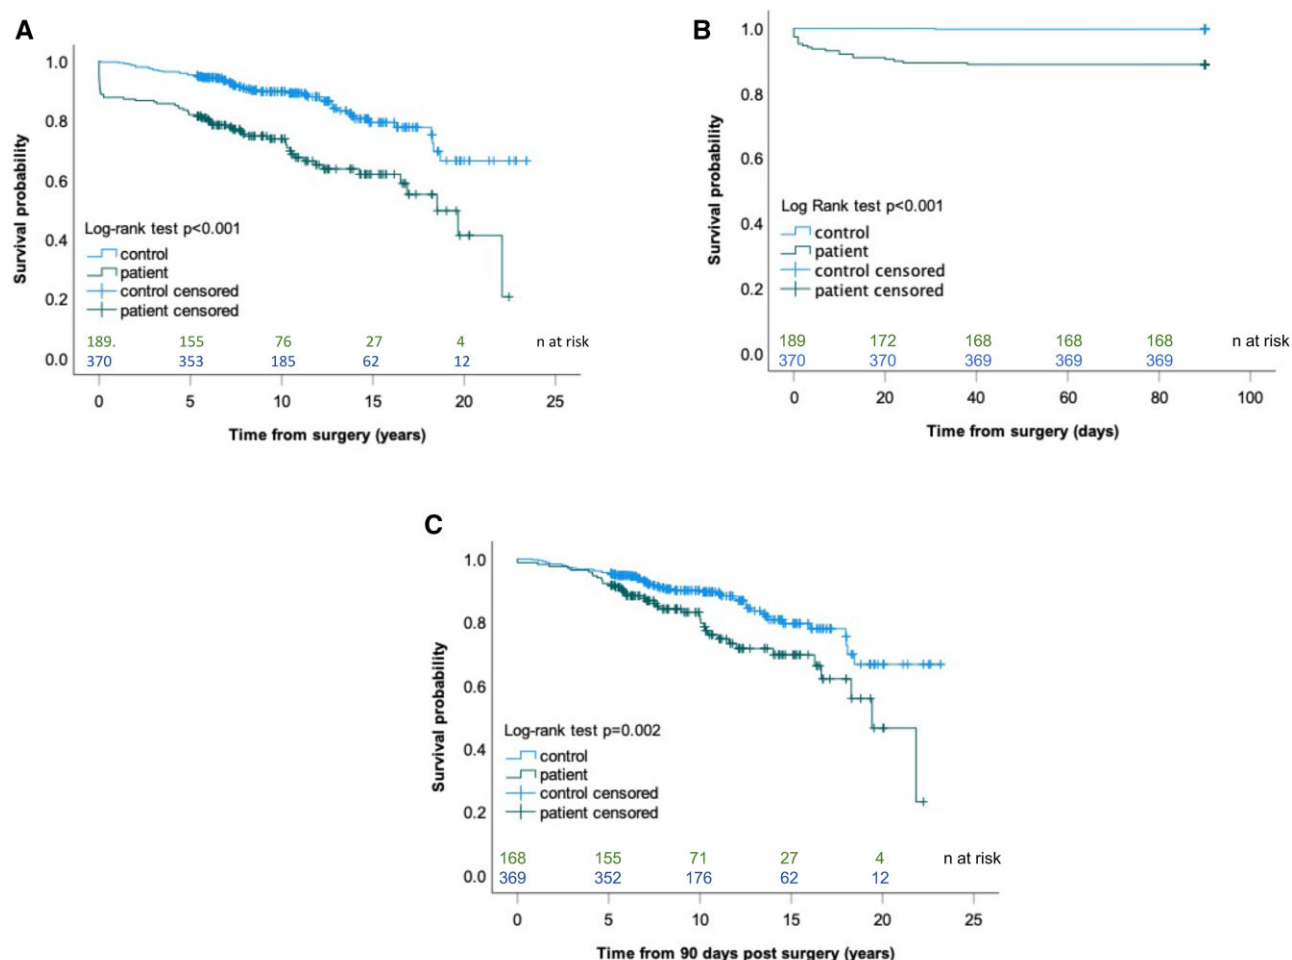 A
Survival probability
1.0
0.8
0.6
0.4
0.2
0.0
Log-rank test p<0.001
control
patient
control censored
patient censored
189. 155 76 27 4 n at risk
370 353 185 62 12
0 5 10 15 20 25
Time from surgery (years)
B
Survival probability
1.0
0.8
0.6
0.4
0.2
0.0
Log Rank test p<0.001
control
patient
control censored
patient censored
189 172 168 168 168 n at risk
370 370 369 369 369
0 20 40 60 80 100
Time from surgery (days)
C
Survival probability
1.0
0.8
0.6
0.4
0.2
0.0
Log-rank test p=0.002
control
patient
control censored
patient censored
168 155 71 27 4 n at risk
369 352 176 62 12
0 5 10 15 20 25
Time from 90 days post surgery (years)